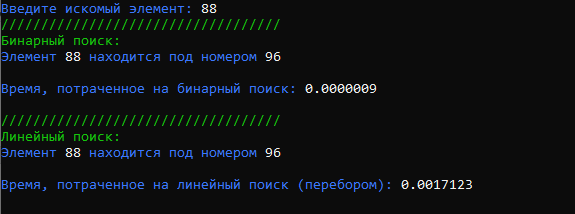 Введите искомый элемент: 88
///////////////////////////////////
Бинарный поиск:
Элемент 88 находится под номером 96
Время, потраченное на бинарный поиск: 0.0000009
///////////////////////////////////
Линейный поиск:
Элемент 88 находится под номером 96
Время, потраченное на линейный поиск (перебором): 0.0017123